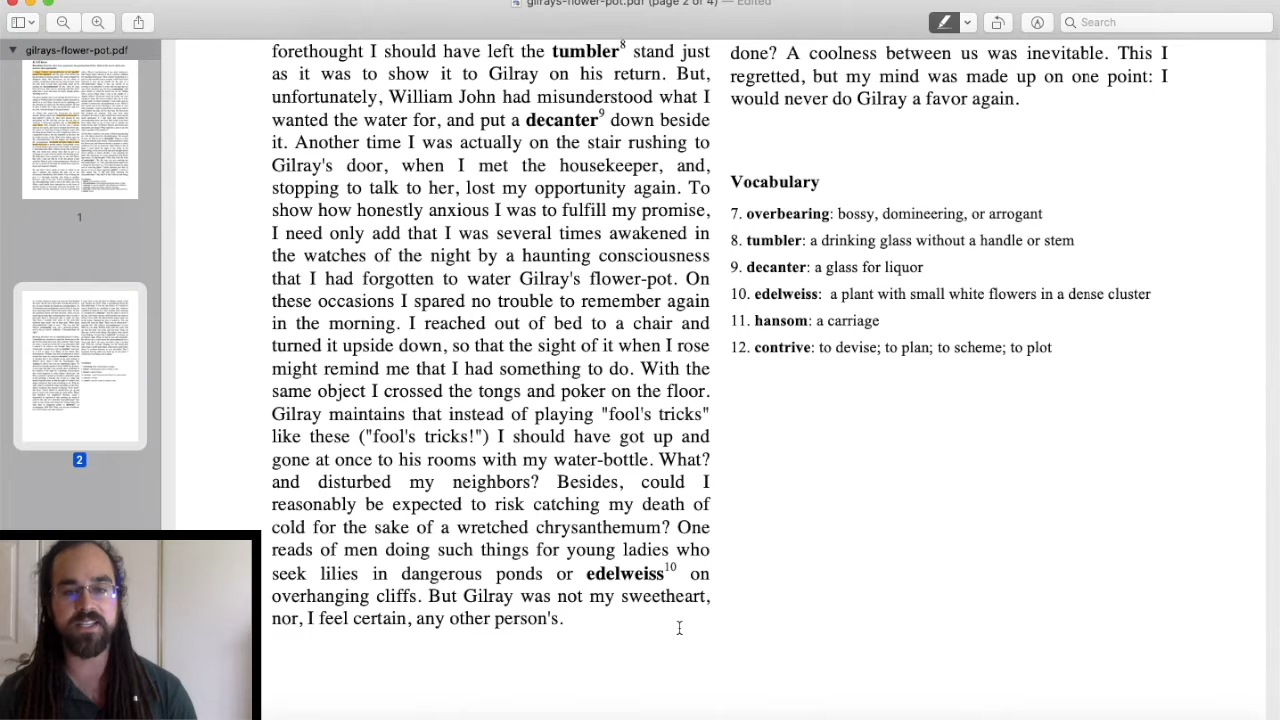 gilrays-flower-pot.pdf (page 2 of 4) — Edited
Search
gilrays-flower-pot.pdf
1
2
forethought I should have left the tumbler8 stand just
as it was to show it to Gilray on his return. But,
unfortunately, William John had misunderstood what I
wanted the water for, and put a decanter9 down beside
it. Another time I was actually on the stair rushing to
Gilray's door, when I met the housekeeper, and,
stopping to talk to her, lost my opportunity again. To
show how honestly anxious I was to fulfill my promise,
I need only add that I was several times awakened in
the watches of the night by a haunting consciousness
that I had forgotten to water Gilray's flower-pot. On
these occasions I spared no trouble to remember again
in the morning. I reached out of bed to a chair and
turned it upside down, so that the sight of it when I rose
might remind me that I had something to do. With the
same object I crossed the tongs and poker on the floor.
Gilray maintains that instead of playing "fool's tricks"
like these ("fool's tricks!") I should have got up and
gone at once to his rooms with my water-bottle. What?
and disturbed my neighbors? Besides, could I
reasonably be expected to risk catching my death of
cold for the sake of a wretched chrysanthemum? One
reads of men doing such things for young ladies who
seek lilies in dangerous ponds or edelweiss10 on
overhanging cliffs. But Gilray was not my sweetheart,
nor, I feel certain, any other person's.
done? A coolness between us was inevitable. This I
regretted, but my mind was made up on one point: I
would never do Gilray a favor again.
Vocabulary
7. overbearing: bossy, domineering, or arrogant
8. tumbler: a drinking glass without a handle or stem
9. decanter: a glass for liquor
10. edelweiss: a plant with small white flowers in a dense cluster
11. hansom: a carriage
12. contrive: to devise; to plan; to scheme; to plot